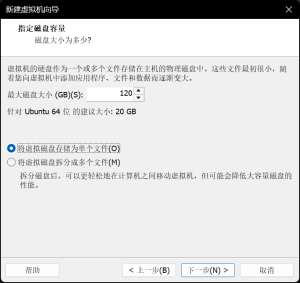 新建虚拟机向导
指定磁盘容量
磁盘大小为多少?
虚拟机的硬盘作为一个或多个文件存储在主机的物理磁盘中。这些文件最初很小，随
着您向虚拟机中添加应用程序、文件和数据而逐渐变大。
最大磁盘大小 (GB)(S): 120
针对 Ubuntu 64 位 的建议大小: 20 GB
将虚拟磁盘存储为单个文件(O)
将虚拟磁盘拆分成多个文件(M)
拆分磁盘后，可以更轻松地在计算机之间移动虚拟机，但可能会降低大容量磁盘的
性能。
帮助 < 上一步(B) 下一步(N) > 取消